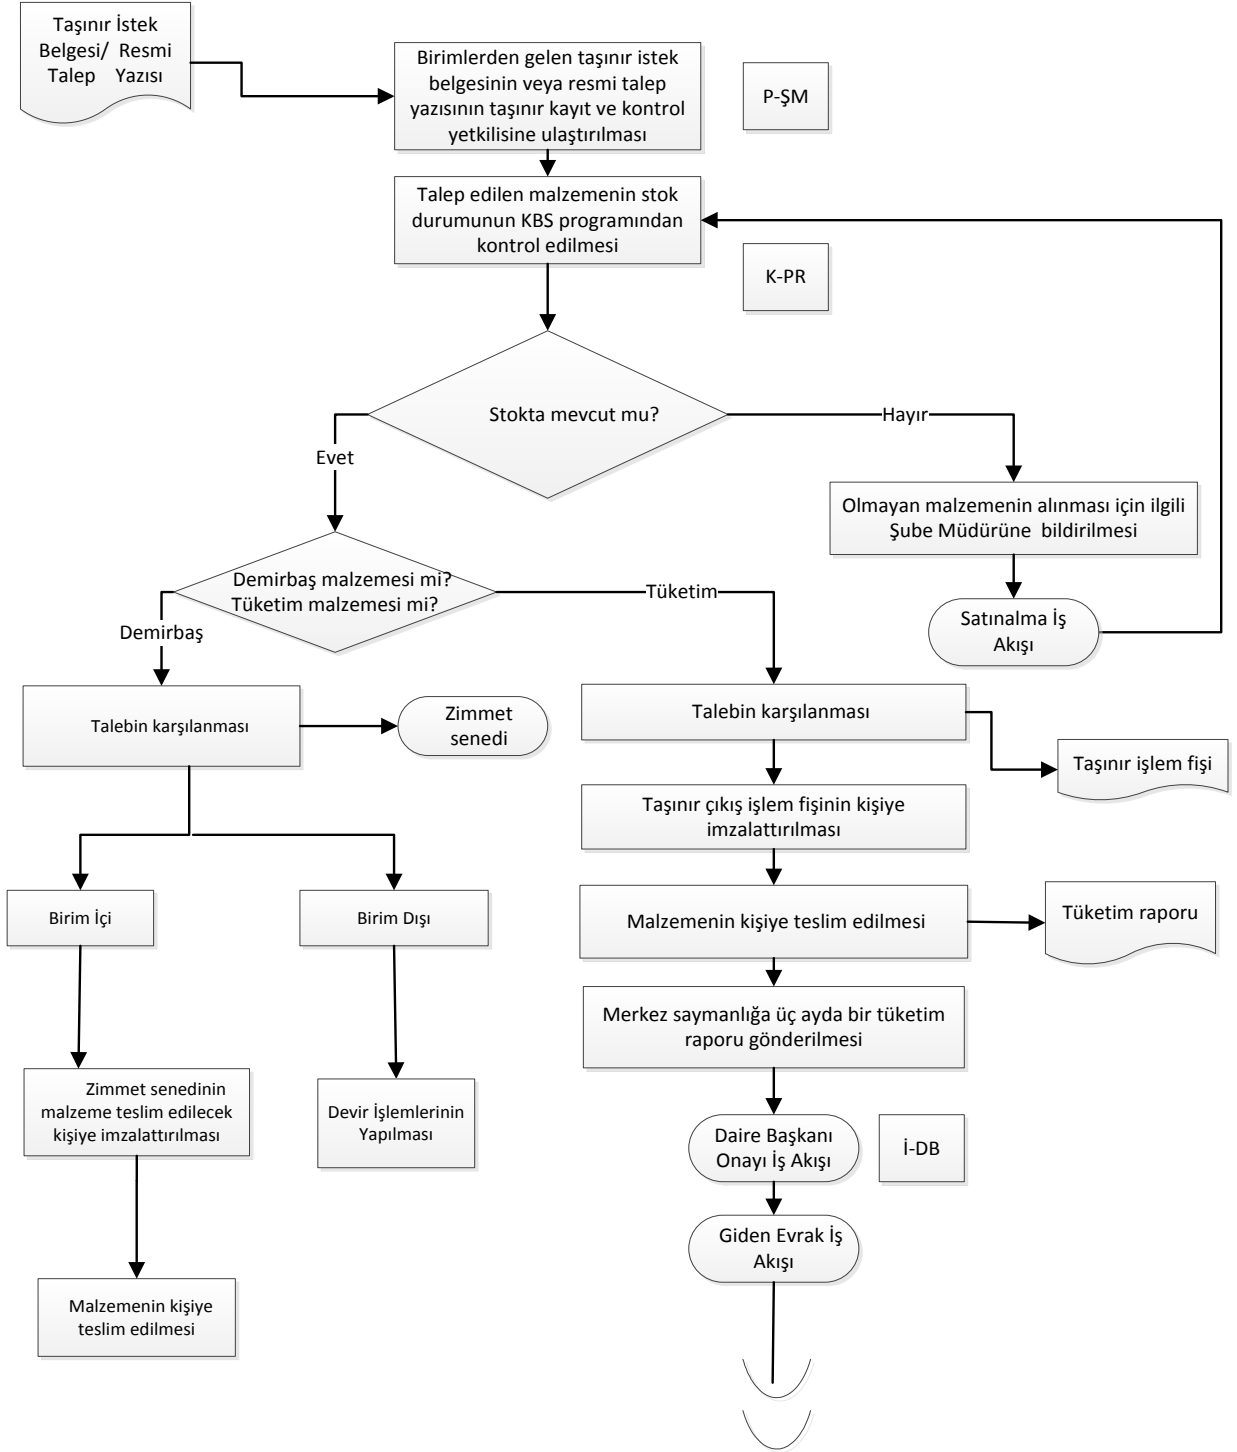 Taşınır İstek
Belgesi/ Resmi
Talep Yazısı
Birimlerden gelen taşınır istek
belgesinin veya resmi talep
yazısının taşınır kayıt ve kontrol
yetkilisine ulaştırılması
P-ŞM
Talep edilen malzemenin stok
durumunun KBS programından
kontrol edilmesi
K-PR
Stokta mevcut mu?
Hayır
Evet
Olmayan malzemenin alınması için ilgili
Şube Müdürüne bildirilmesi
Demirbaş malzemesi mi?
Tüketim malzemesi mi?
Tüketim
Demirbaş
Satınalma İş
Akışı
Talebin karşılanması
Zimmet
senedi
Talebin karşılanması
Taşınır işlem fişi
Taşınır çıkış işlem fişinin kişiye
imzalattırılması
Birim İçi
Birim Dışı
Malzemenin kişiye teslim edilmesi
Tüketim raporu
Merkez saymanlığa üç ayda bir tüketim
raporu gönderilmesi
Zimmet senedinin
malzeme teslim edilecek
kişiye imzalattırılması
Devir İşlemlerinin
Yapılması
Daire Başkanı
Onayı İş Akışı
İ-DB
Giden Evrak İş
Akışı
Malzemenin kişiye
teslim edilmesi